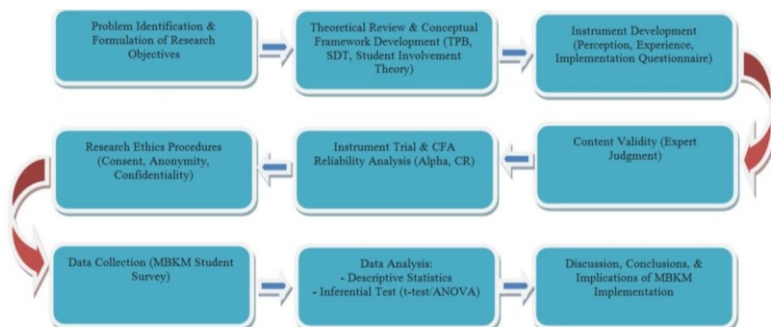 Problem Identification &
Formulation of Research
Objectives
Theoretical Review & Conceptual
Framework Development (TPB,
SDT, Student Involvement
Theory)
Instrument Development
(Perception, Experience,
Implementation Questionnaire)
Content Validity (Expert
Judgment)
Instrument Trial & CFA
Reliability Analysis (Alpha, CR)
Research Ethics Procedures
(Consent, Anonymity,
Confidentiality)
Data Collection (MBKM Student
Survey)
Data Analysis:
- Descriptive Statistics
- Inferential Test (t-test/ANOVA)
Discussion, Conclusions, &
Implications of MBKM
Implementation